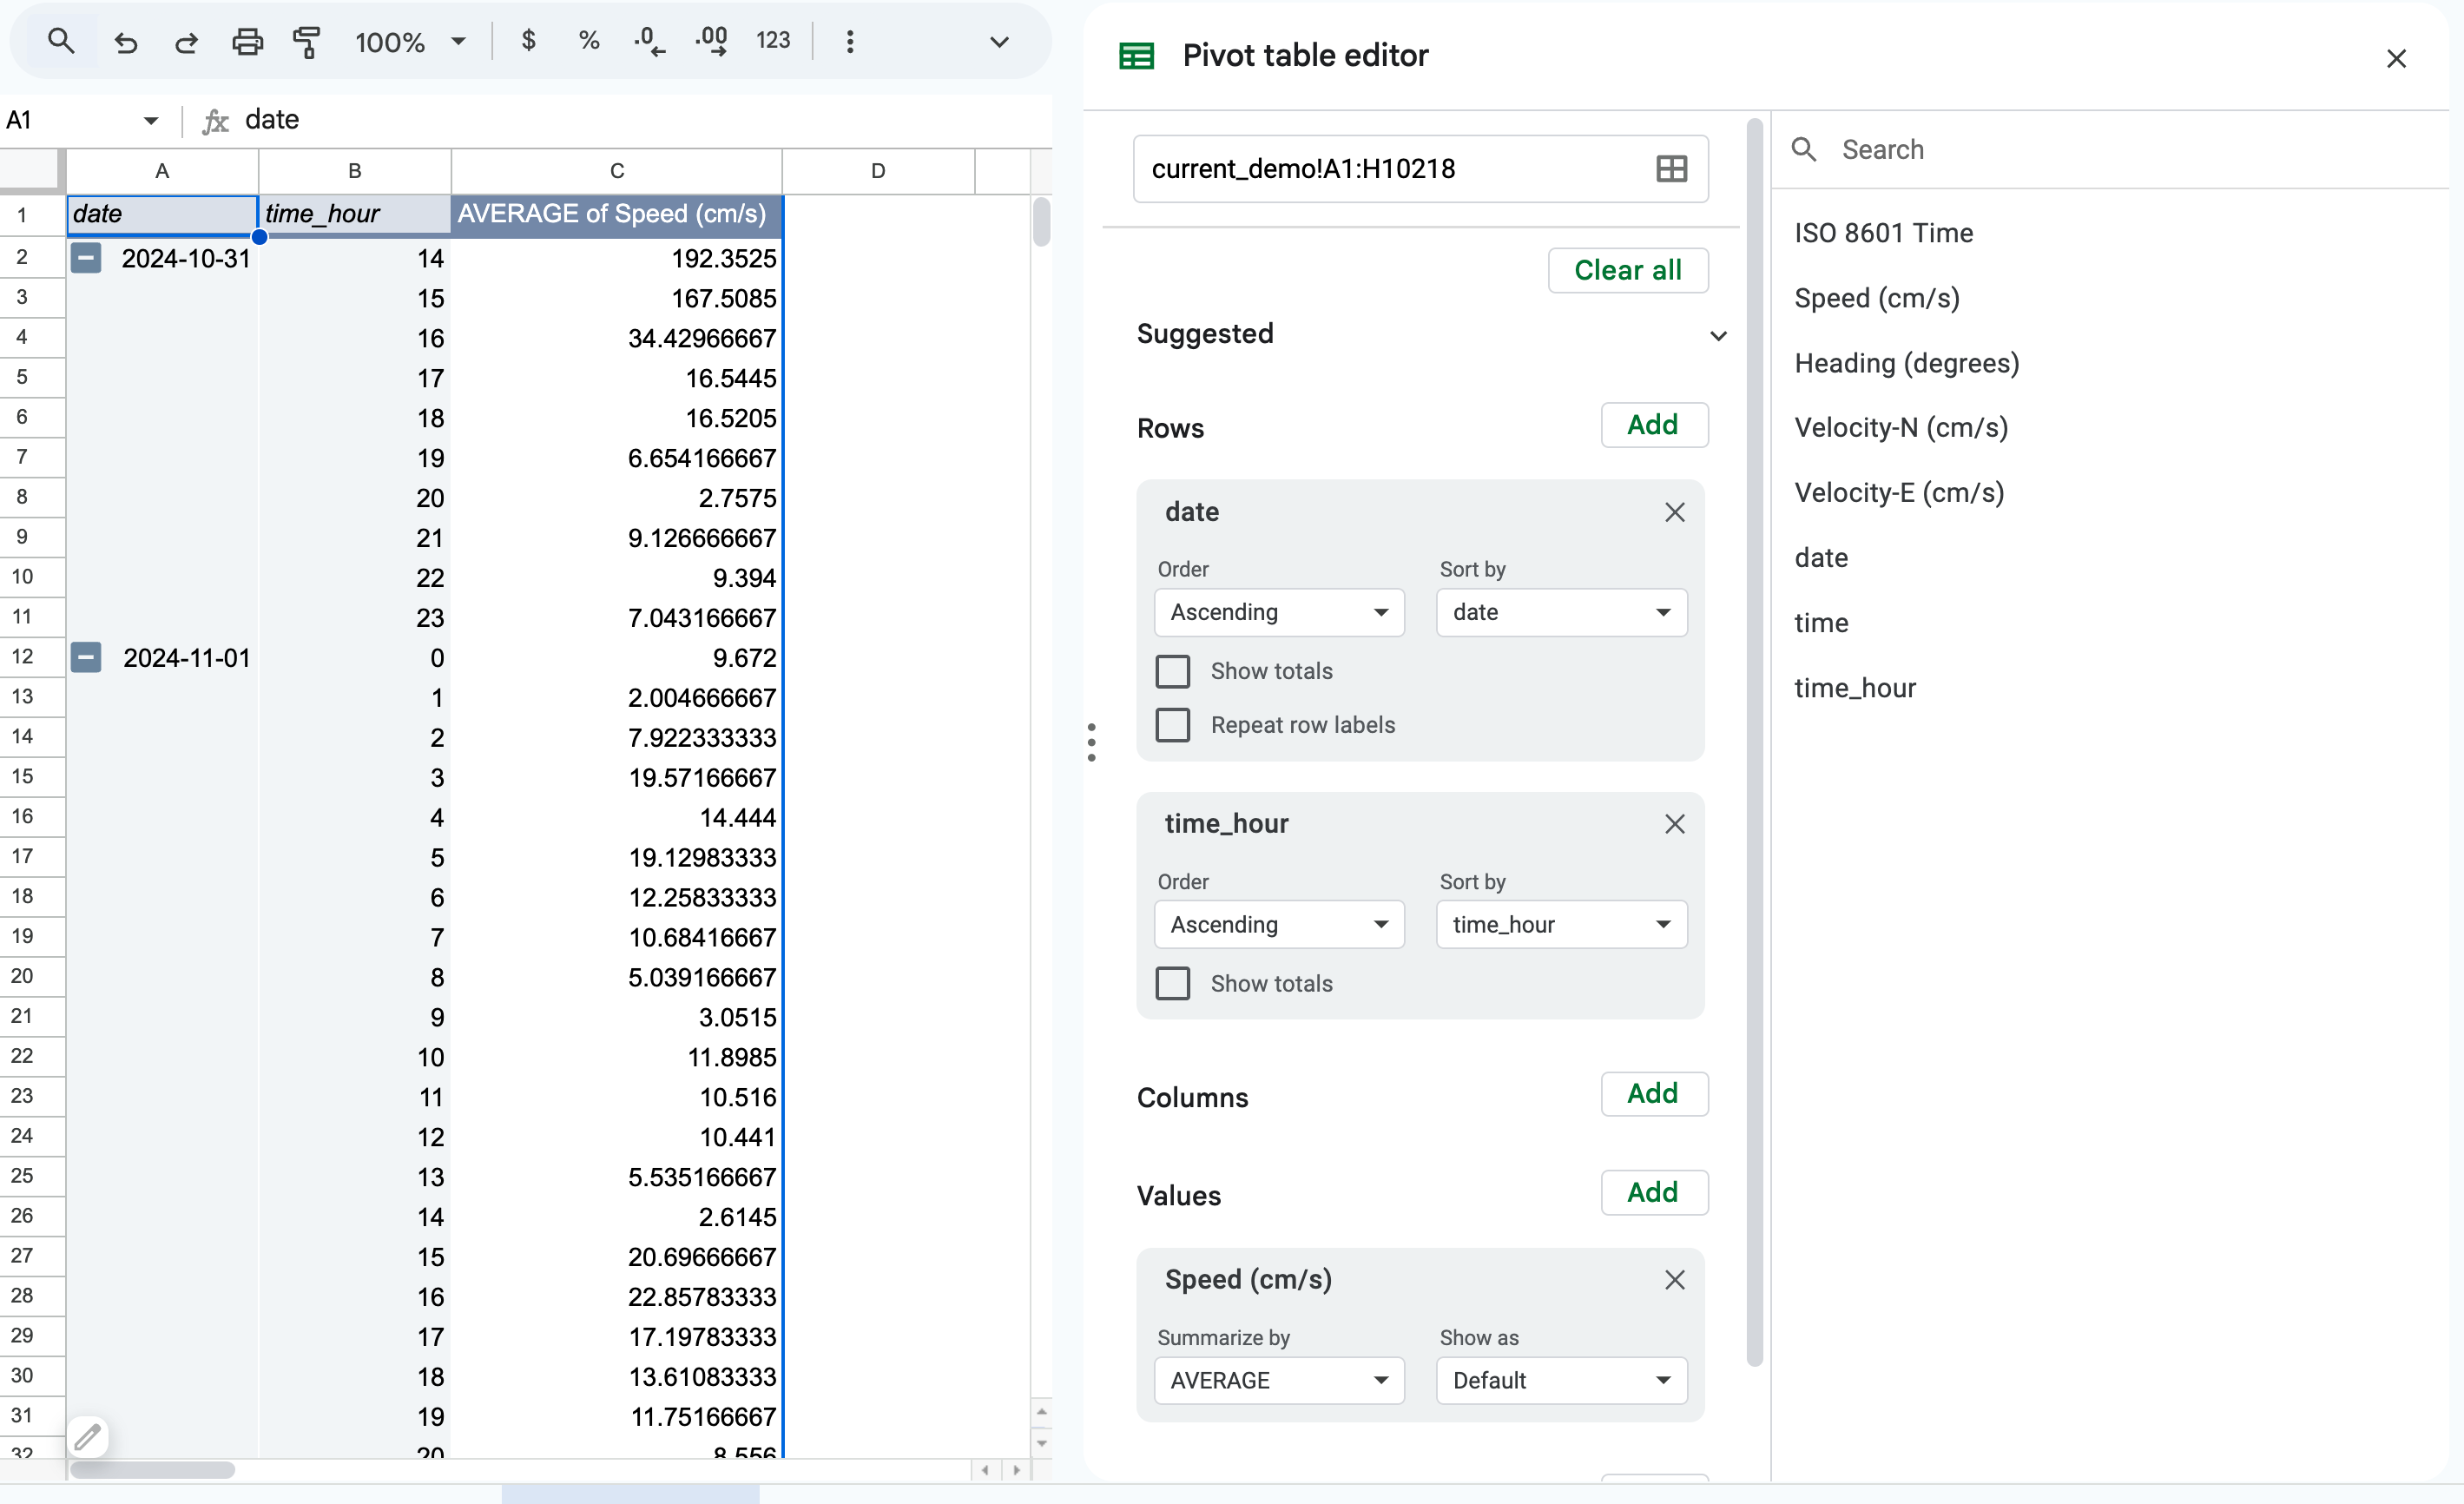 100% $ % .0 .00 123
A1 fx date
A B C D
1 date time_hour AVERAGE of Speed (cm/s)
2 2024-10-31 14 192.3525
3 15 167.5085
4 16 34.42966667
5 17 16.5445
6 18 16.5205
7 19 6.654166667
8 20 2.7575
9 21 9.126666667
10 22 9.394
11 23 7.043166667
12 2024-11-01 0 9.672
13 1 2.004666667
14 2 7.922333333
15 3 19.57166667
16 4 14.444
17 5 19.12983333
18 6 12.25833333
19 7 10.68416667
20 8 5.039166667
21 9 3.0515
22 10 11.8985
23 11 10.516
24 12 10.441
25 13 5.535166667
26 14 2.6145
27 15 20.69666667
28 16 22.85783333
29 17 17.19783333
30 18 13.61083333
31 19 11.75166667
32 20 8.556
Pivot table editor
current_demo!A1:H10218
Clear all
Suggested
Rows Add
date
Order Sort by
Ascending date
Show totals
Repeat row labels
time_hour
Order Sort by
Ascending time_hour
Show totals
Columns Add
Values Add
Speed (cm/s)
Summarize by Show as
AVERAGE Default
Search
ISO 8601 Time
Speed (cm/s)
Heading (degrees)
Velocity-N (cm/s)
Velocity-E (cm/s)
date
time
time_hour